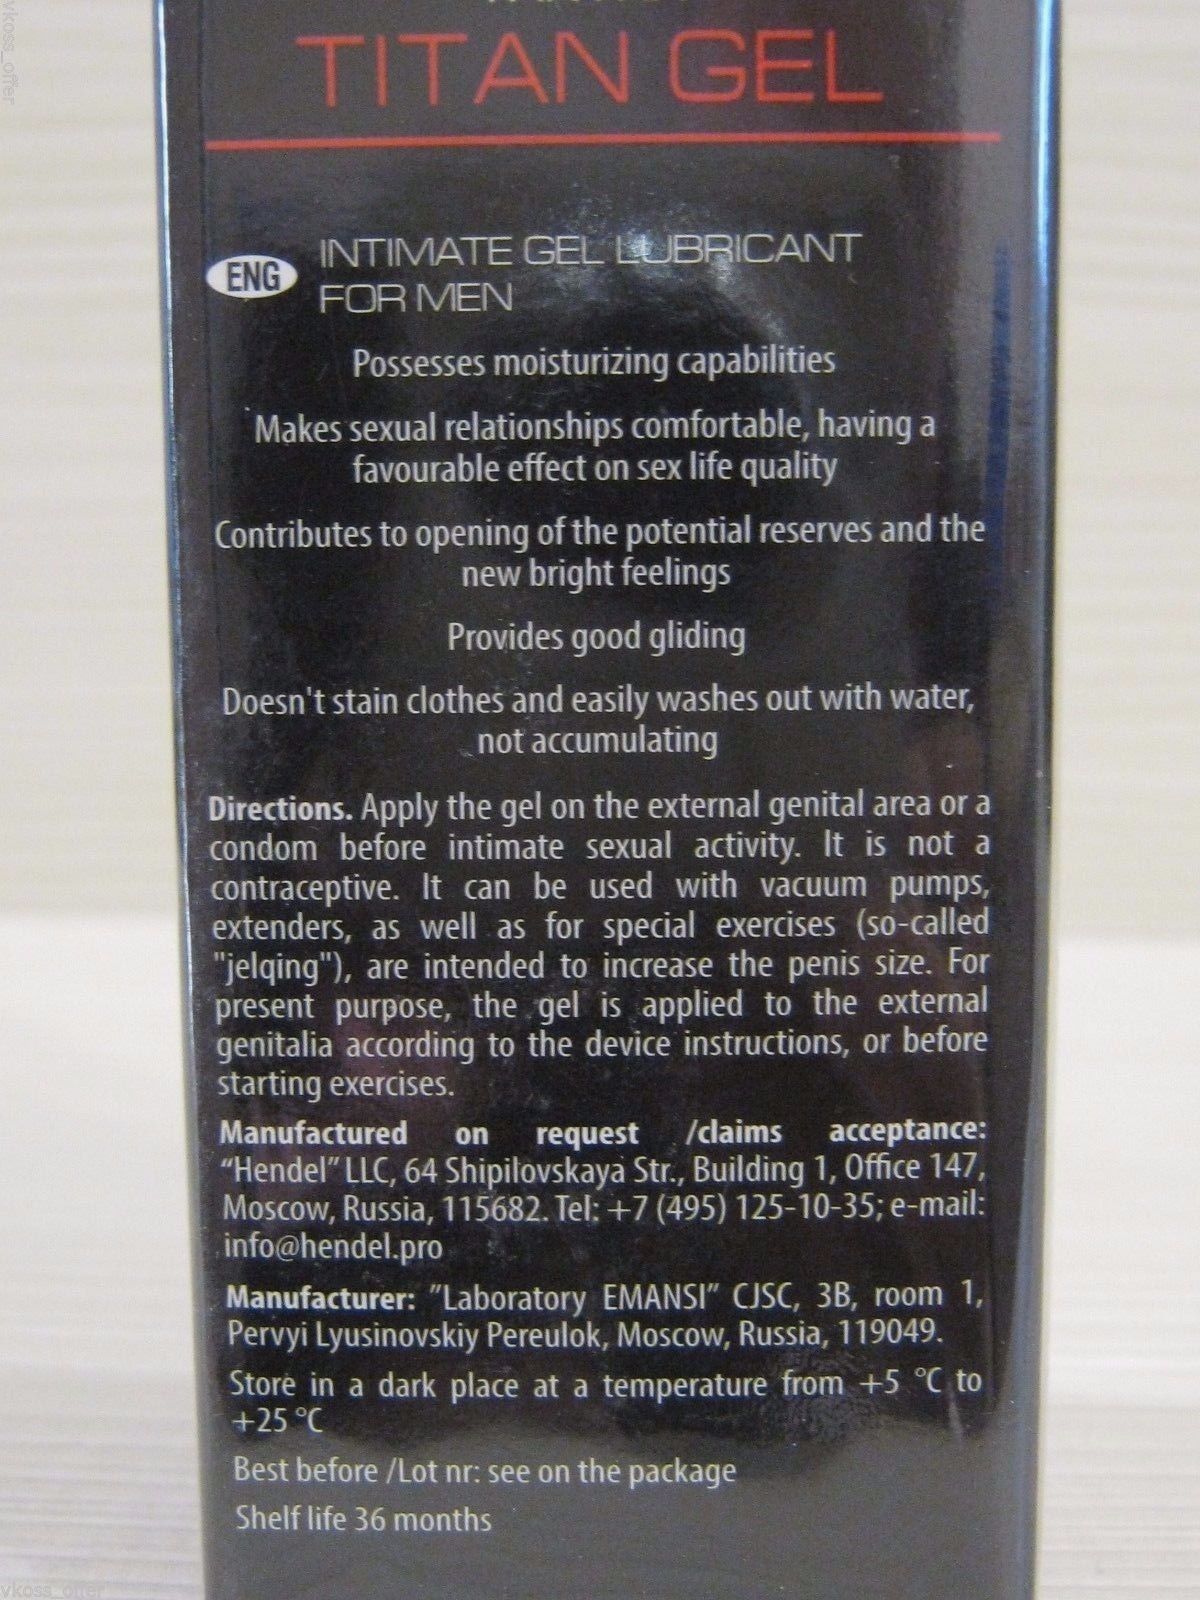 vkoss_offer
TITAN GEL
ENG
INTIMATE GEL LUBRICANT
FOR MEN
Possesses moisturizing capabilities
Makes sexual relationships comfortable, having a
favourable effect on sex life quality
Contributes to opening of the potential reserves and the
new bright feelings
Provides good gliding
Doesn't stain clothes and easily washes out with water,
not accumulating
Directions. Apply the gel on the external genital area or a
condom before intimate sexual activity. It is not a
contraceptive. It can be used with vacuum pumps,
extenders, as well as for special exercises (so-called
"jelqing"), are intended to increase the penis size. For
present purpose, the gel is applied to the external
genitalia according to the device instructions, or before
starting exercises.
Manufactured on request /claims acceptance:
“Hendel” LLC, 64 Shipilovskaya Str., Building 1, Office 147,
Moscow, Russia, 115682. Tel: +7 (495) 125-10-35; e-mail:
info@hendel.pro
Manufacturer: ”Laboratory EMANSI” CJSC, 3B, room 1,
Pervyi Lyusinovskiy Pereulok, Moscow, Russia, 119049.
Store in a dark place at a temperature from +5 °C to
+25 °C
Best before /Lot nr: see on the package
Shelf life 36 months
vkoss_offer